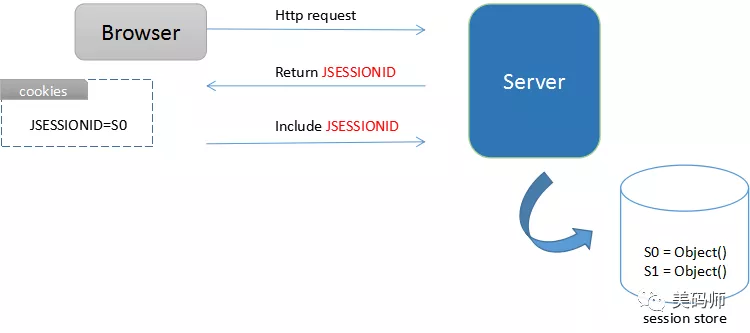 Browser
Http request
Return JSESSIONID
Server
cookies
JSESSIONID=S0
Include JSESSIONID
S0 = Object()
S1 = Object()
美码师
session store